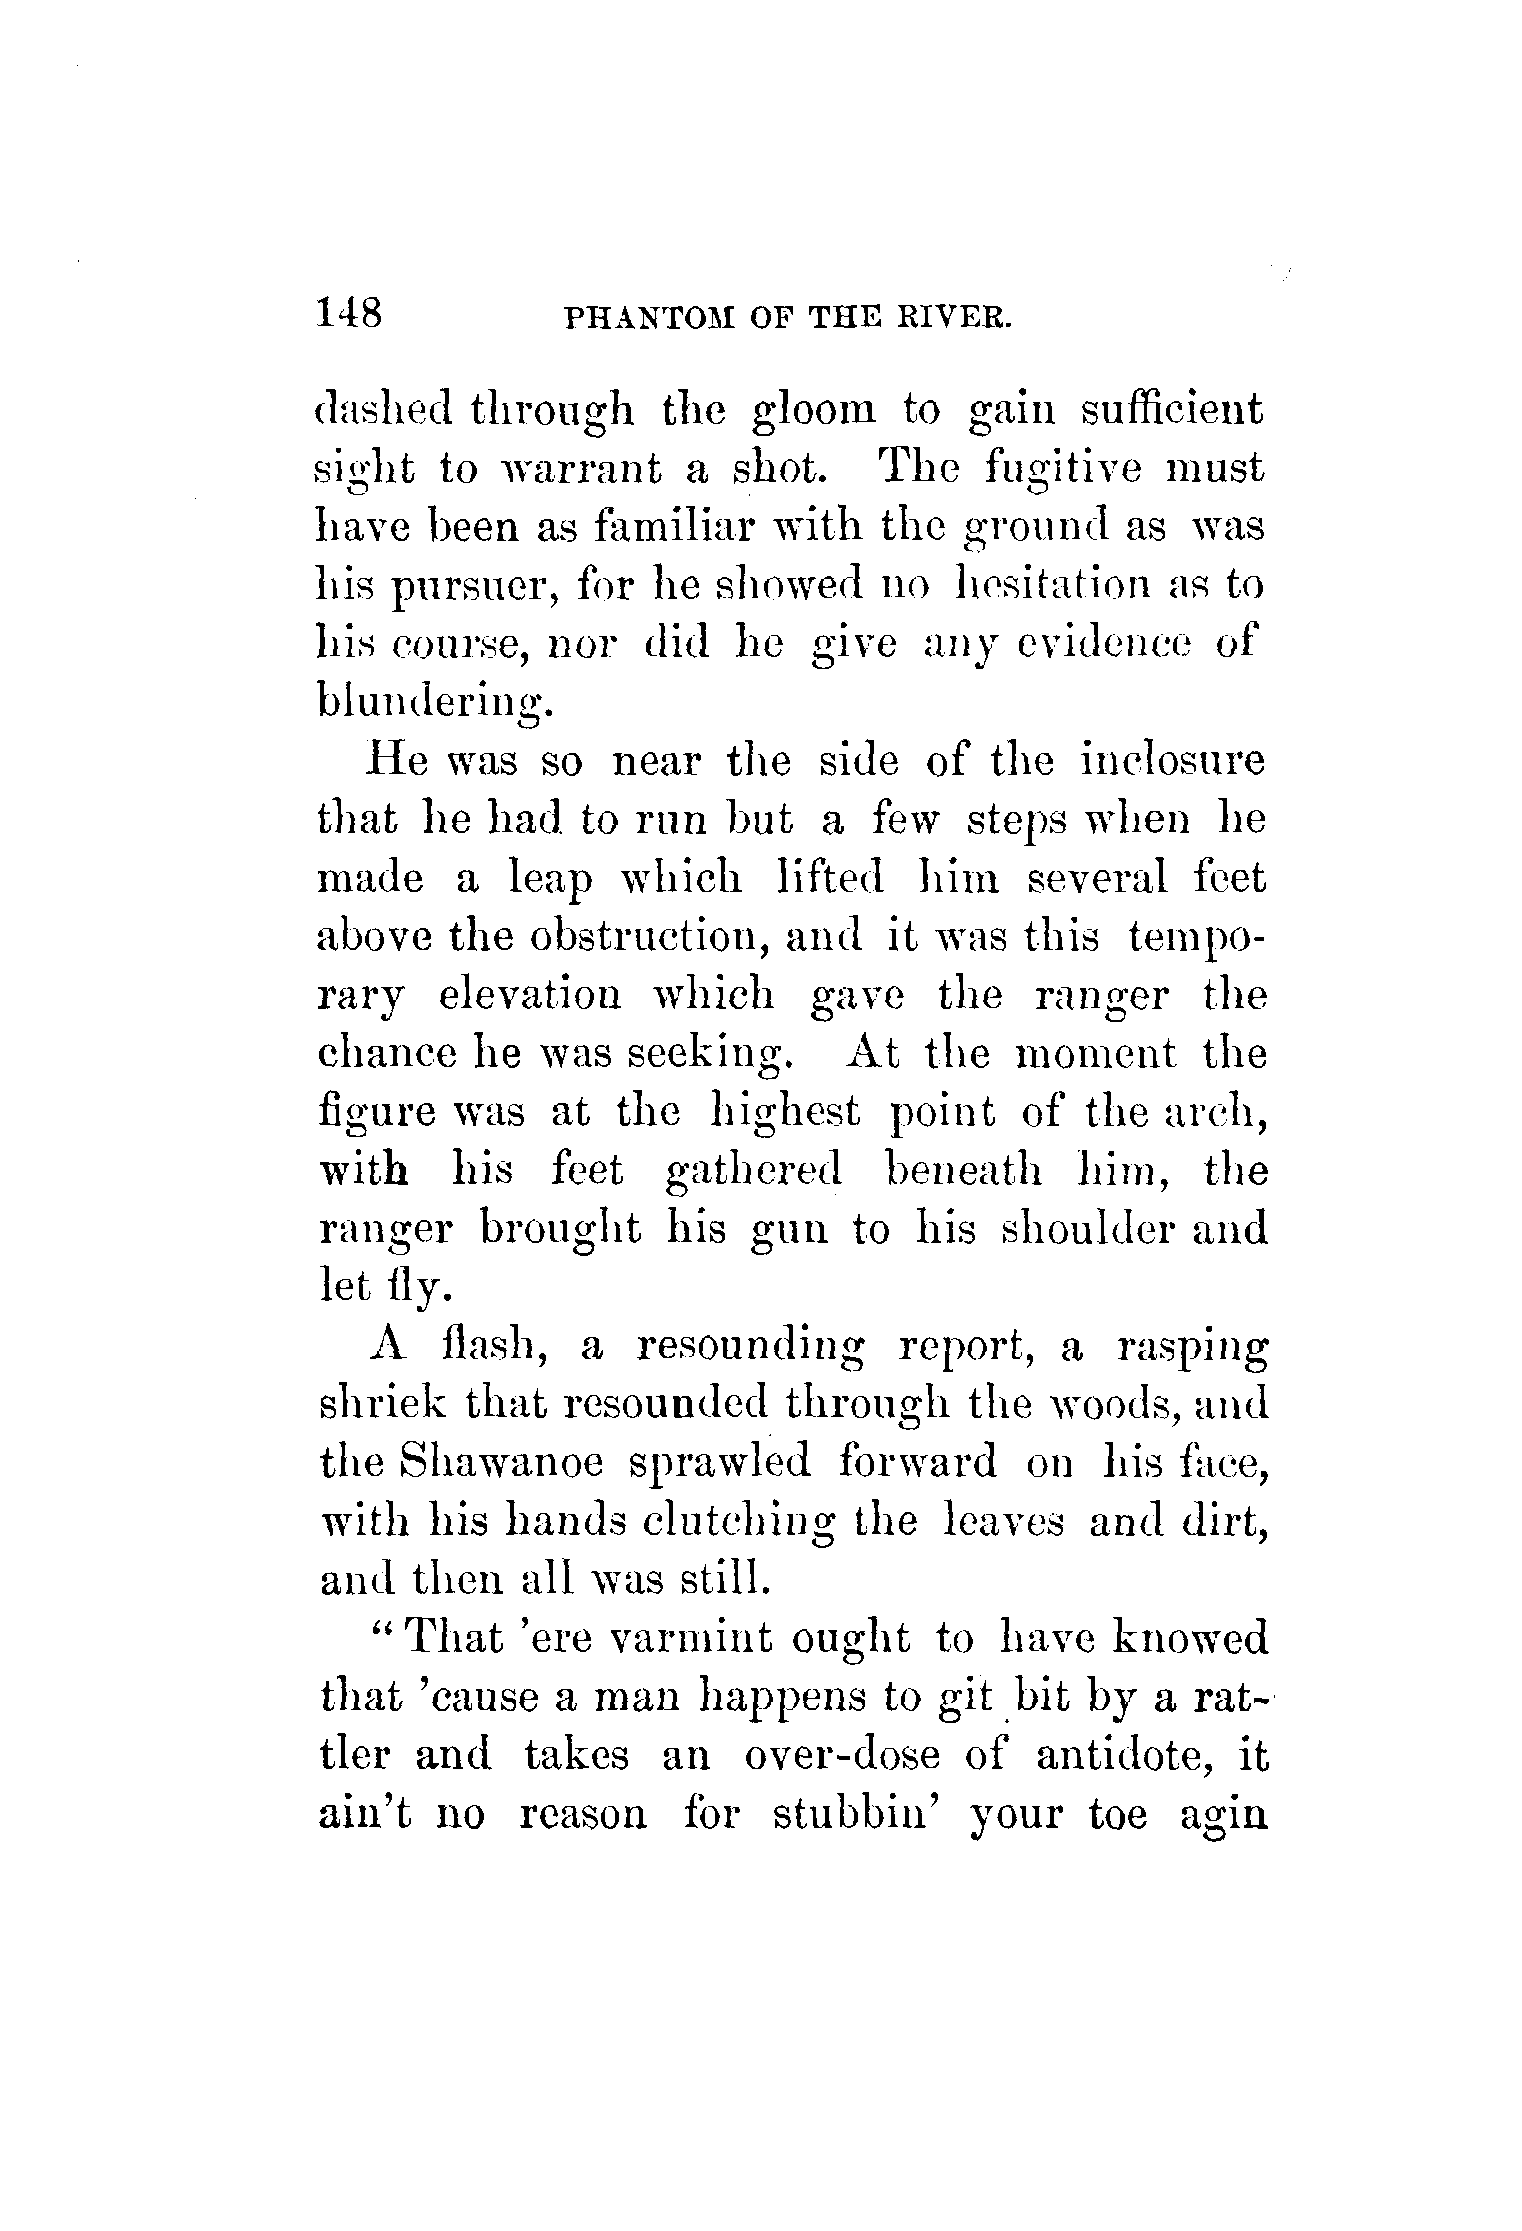 148 PHANTOM OF THE RIVER.
dashed through the gloom to gain sufficient
sight to warrant a shot. The fugitive must
have been as familiar with the ground as was
his pursuer, for he showed no hesitation as to
his course, nor did he give any evidence of
blundering.
He was so near the side of the inclosure
that he had to run but a few steps when he
made a leap which lifted him several feet
above the obstruction, and it was this tempo-
rary elevation which gave the ranger the
chance he was seeking. At the moment the
figure was at the highest point of the arch,
with his feet gathered beneath him, the
ranger brought his gun to his shoulder and
let fly.
A flash, a resounding report, a rasping
shriek that resounded through the woods, and
the Shawanoe sprawled forward on his face,
with his hands clutching the leaves and dirt,
and then all was still.
“ That ’ere varmint ought to have knowed
that ’cause a man happens to git bit by a rat-
tler and takes an over-dose of antidote, it
ain’t no reason for stubbin’ your toe agin